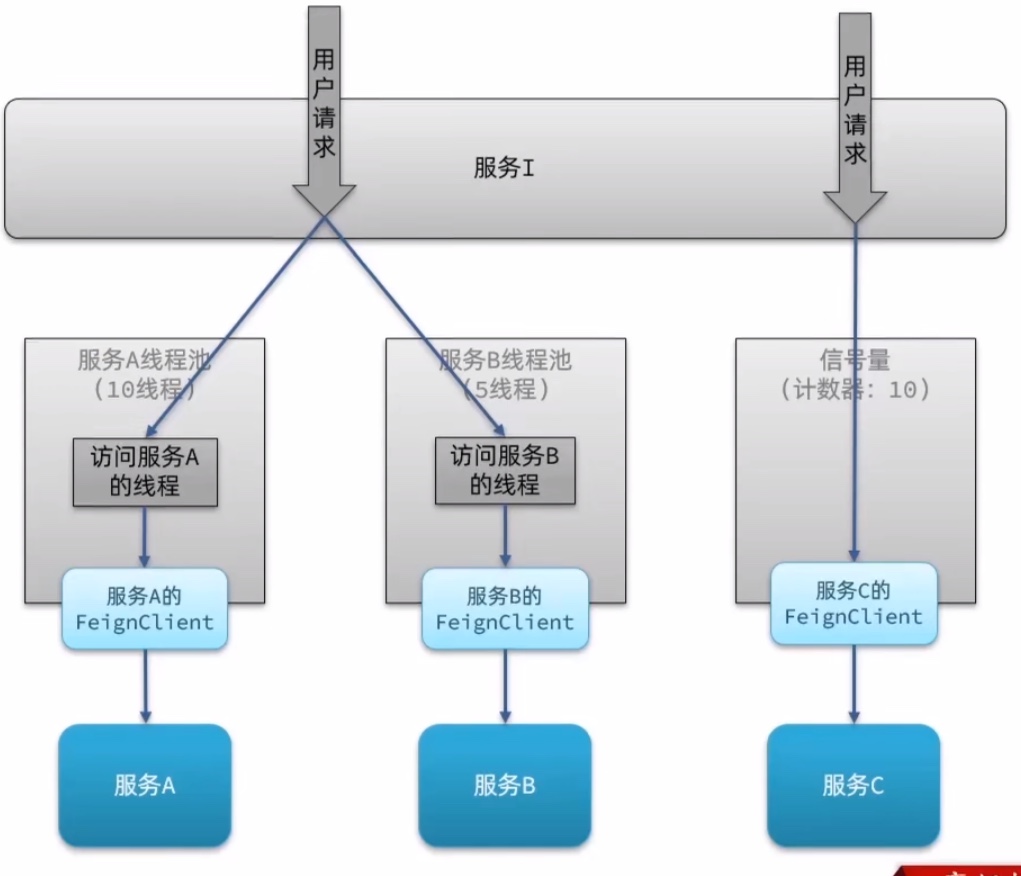 用户请求
用户请求
服务I
服务A线程池
(10线程)
服务B线程池
(5线程)
信号量
(计数器: 10)
访问服务A
的线程
访问服务B
的线程
服务A的
FeignClient
服务B的
FeignClient
服务C的
FeignClient
服务A
服务B
服务C